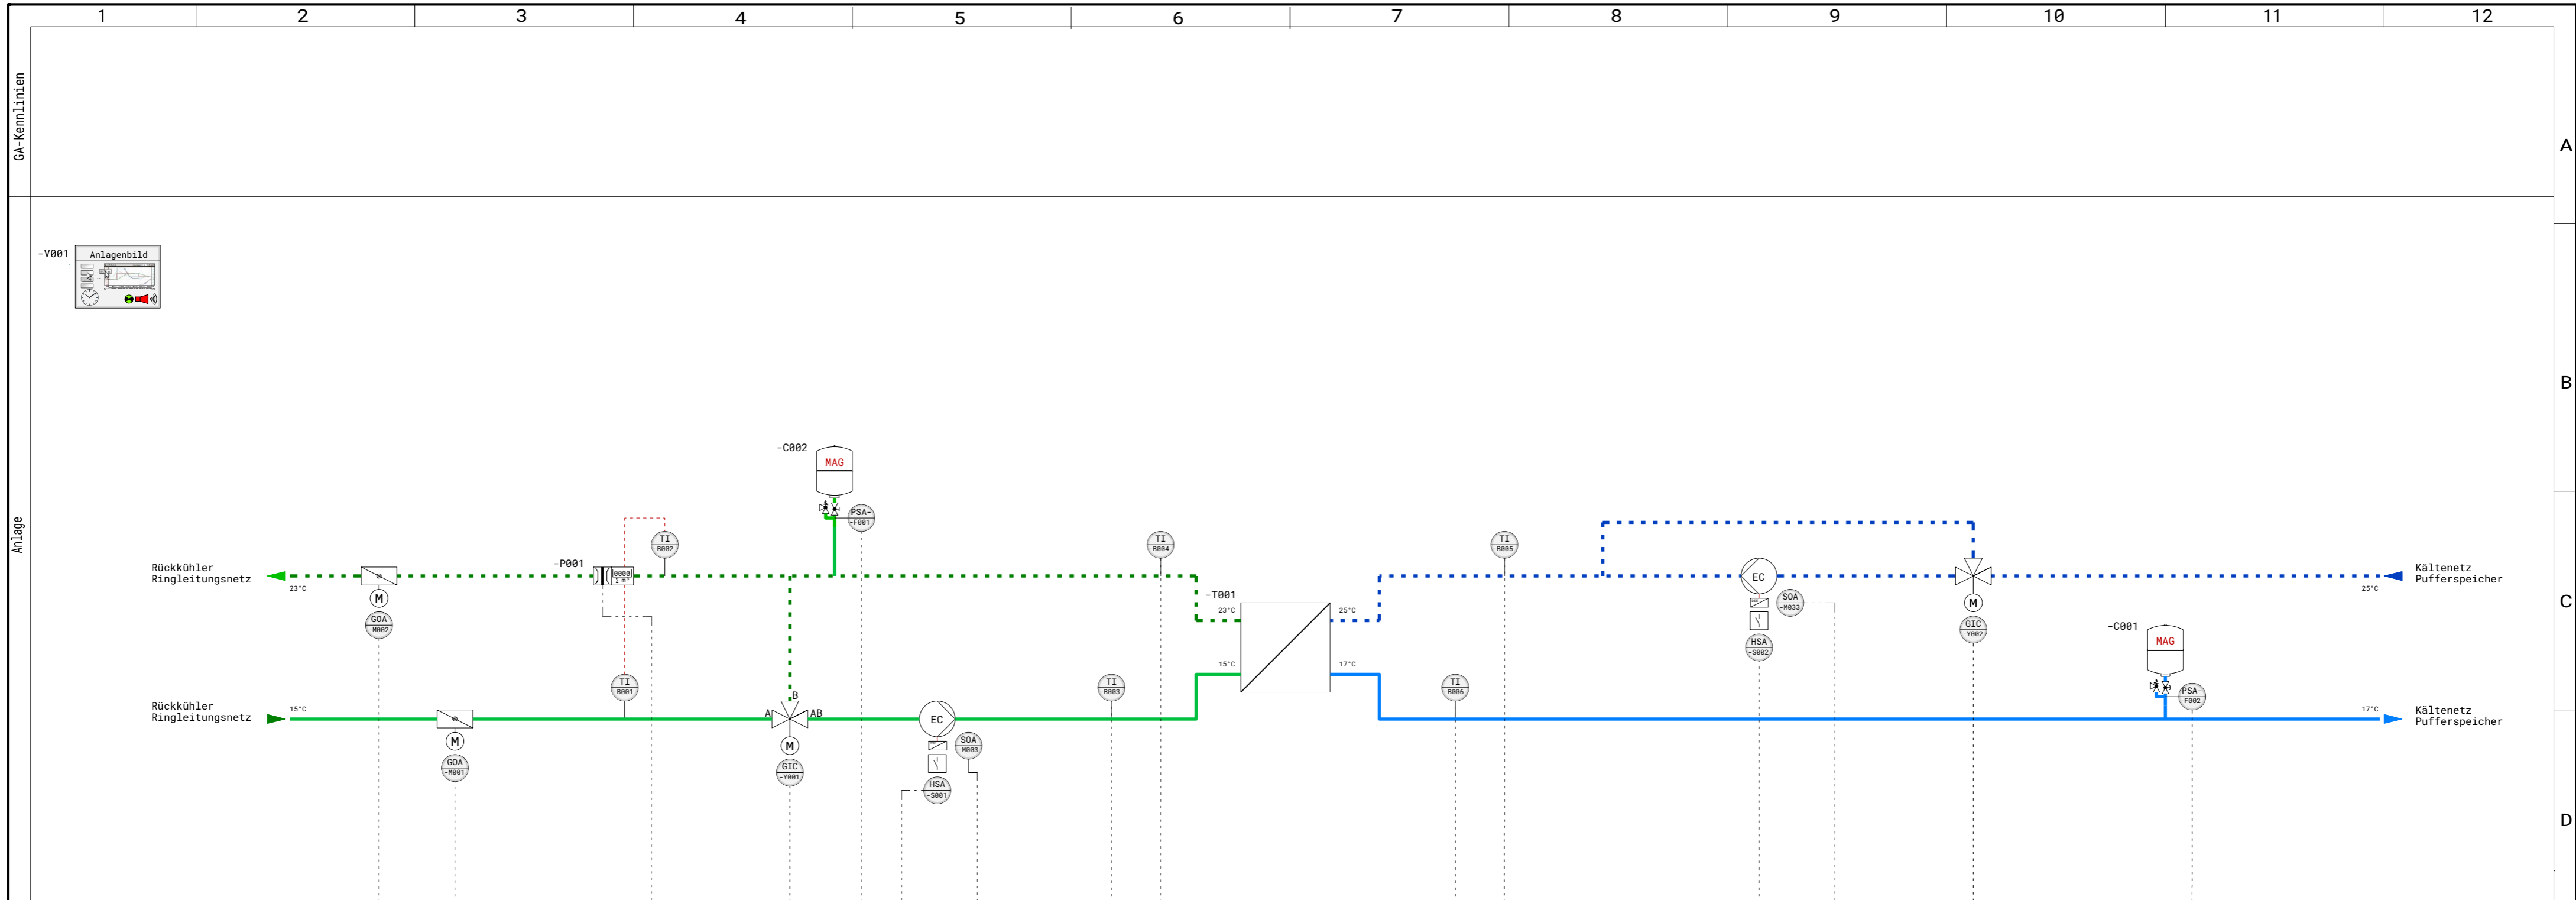 1 2 3 4 5 6 7 8 9 10 11 12
GA-Kennlinien
A
-V001
Anlagenbild
B
-C002
MAG
PSA-
-F001
Anlage
TI
-B002
TI
-B004
TI
-B005
-P001
0000
1 m³
Rückkühler
Ringleitungsnetz
23°C
M
GOA
-M002
-T001
23°C
25°C
15°C
17°C
EC
SOA
-M033
HSA
-S002
M
GIC
-Y002
Kältenetz
Pufferspeicher
25°C
C
-C001
MAG
PSA-
-F002
TI
-B001
TI
-B003
TI
-B006
Rückkühler
Ringleitungsnetz
15°C
M
GOA
-M001
A
B
AB
M
GIC
-Y001
EC
SOA
-M003
HSA
-S001
17°C
Kältenetz
Pufferspeicher
D